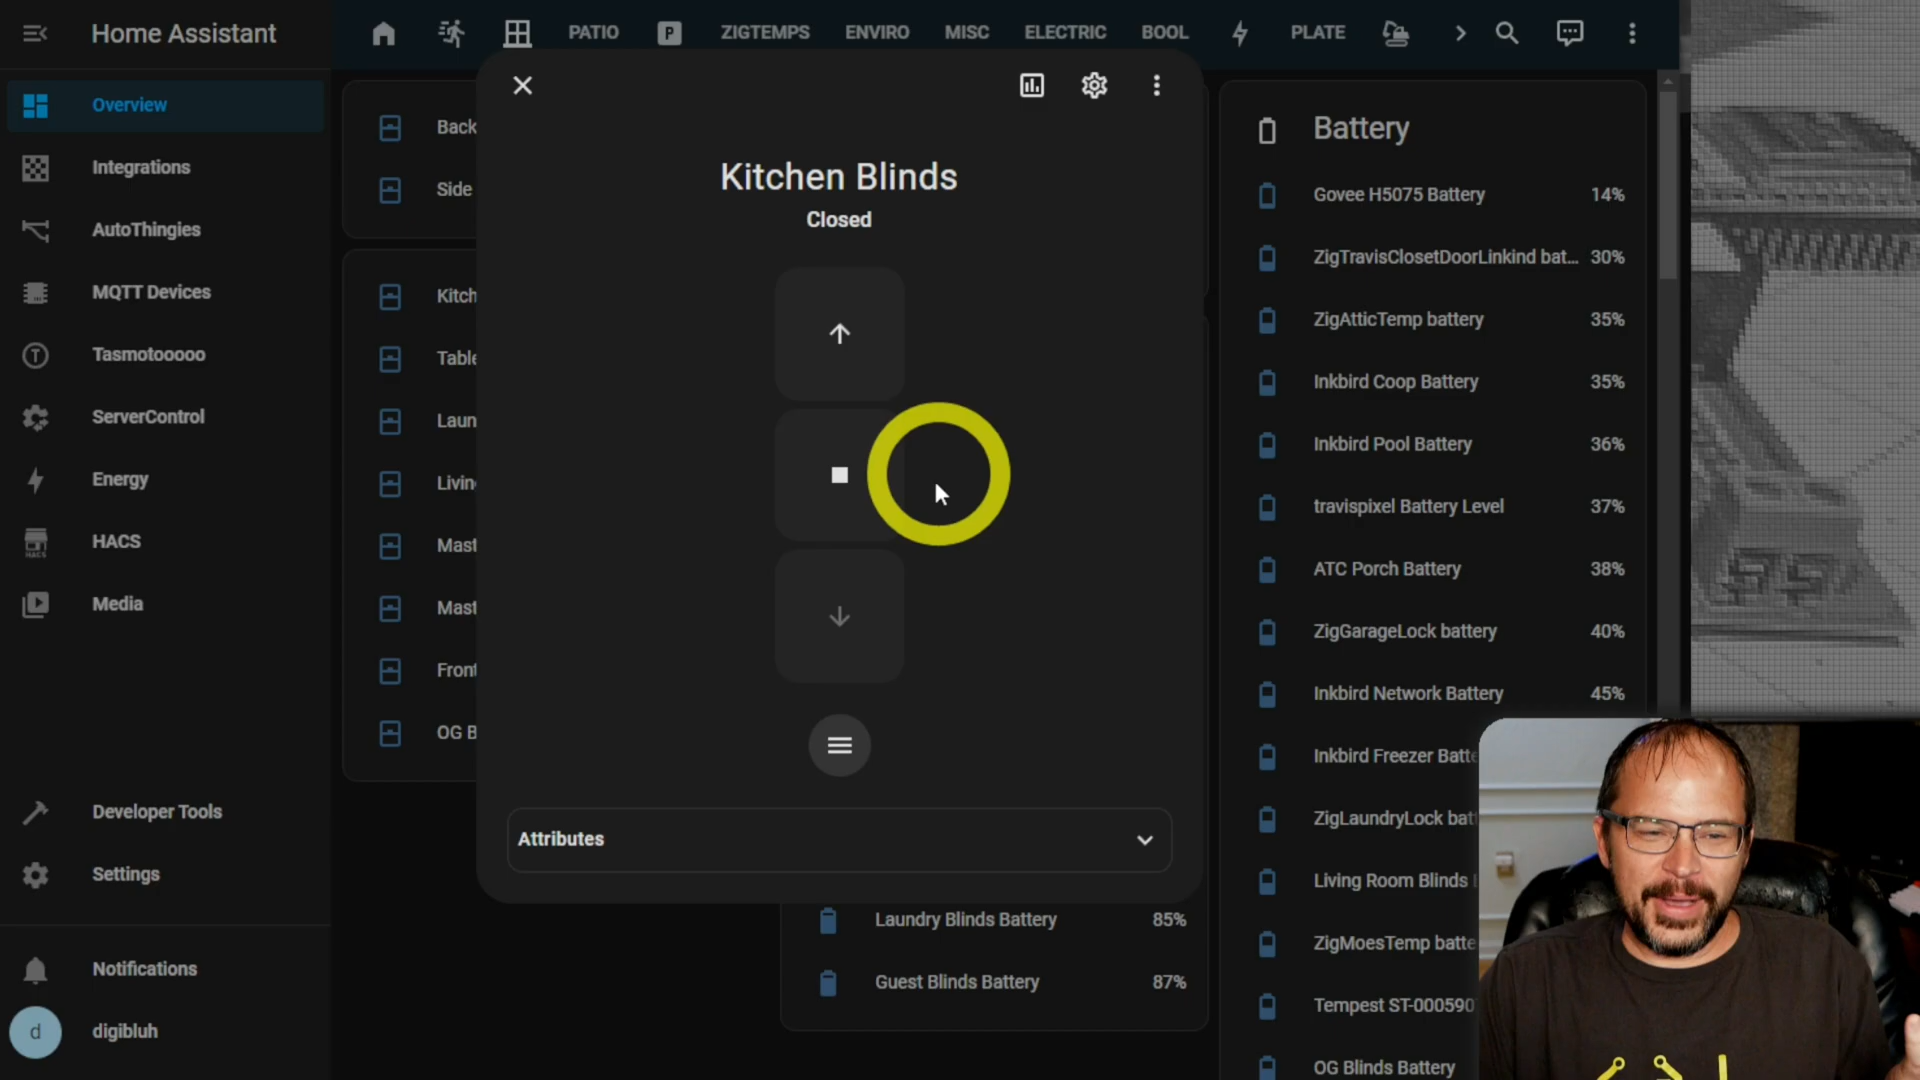 Home Assistant
P
PATIO
ZIGTEMPS
ENVIRO
MISC
ELECTRIC
BOOL
PLATE
Overview
Integrations
AutoThingies
MQTT Devices
Tasmotooooo
ServerControl
Energy
HACS
HACS
Media
Developer Tools
Settings
Notifications
d
digibluh
Back
Side
Kitch
Table
Laun
Livin
Mast
Mast
Front
OG B
Kitchen Blinds
Closed
Attributes
Laundry Blinds Battery 85%
Guest Blinds Battery 87%
Battery
Govee H5075 Battery 14%
ZigTravisClosetDoorLinkind bat... 30%
ZigAtticTemp battery 35%
Inkbird Coop Battery 35%
Inkbird Pool Battery 36%
travispixel Battery Level 37%
ATC Porch Battery 38%
ZigGarageLock battery 40%
Inkbird Network Battery 45%
Inkbird Freezer Batte
ZigLaundryLock bat
Living Room Blinds
ZigMoesTemp batte
Tempest ST-000590
OG Blinds Battery